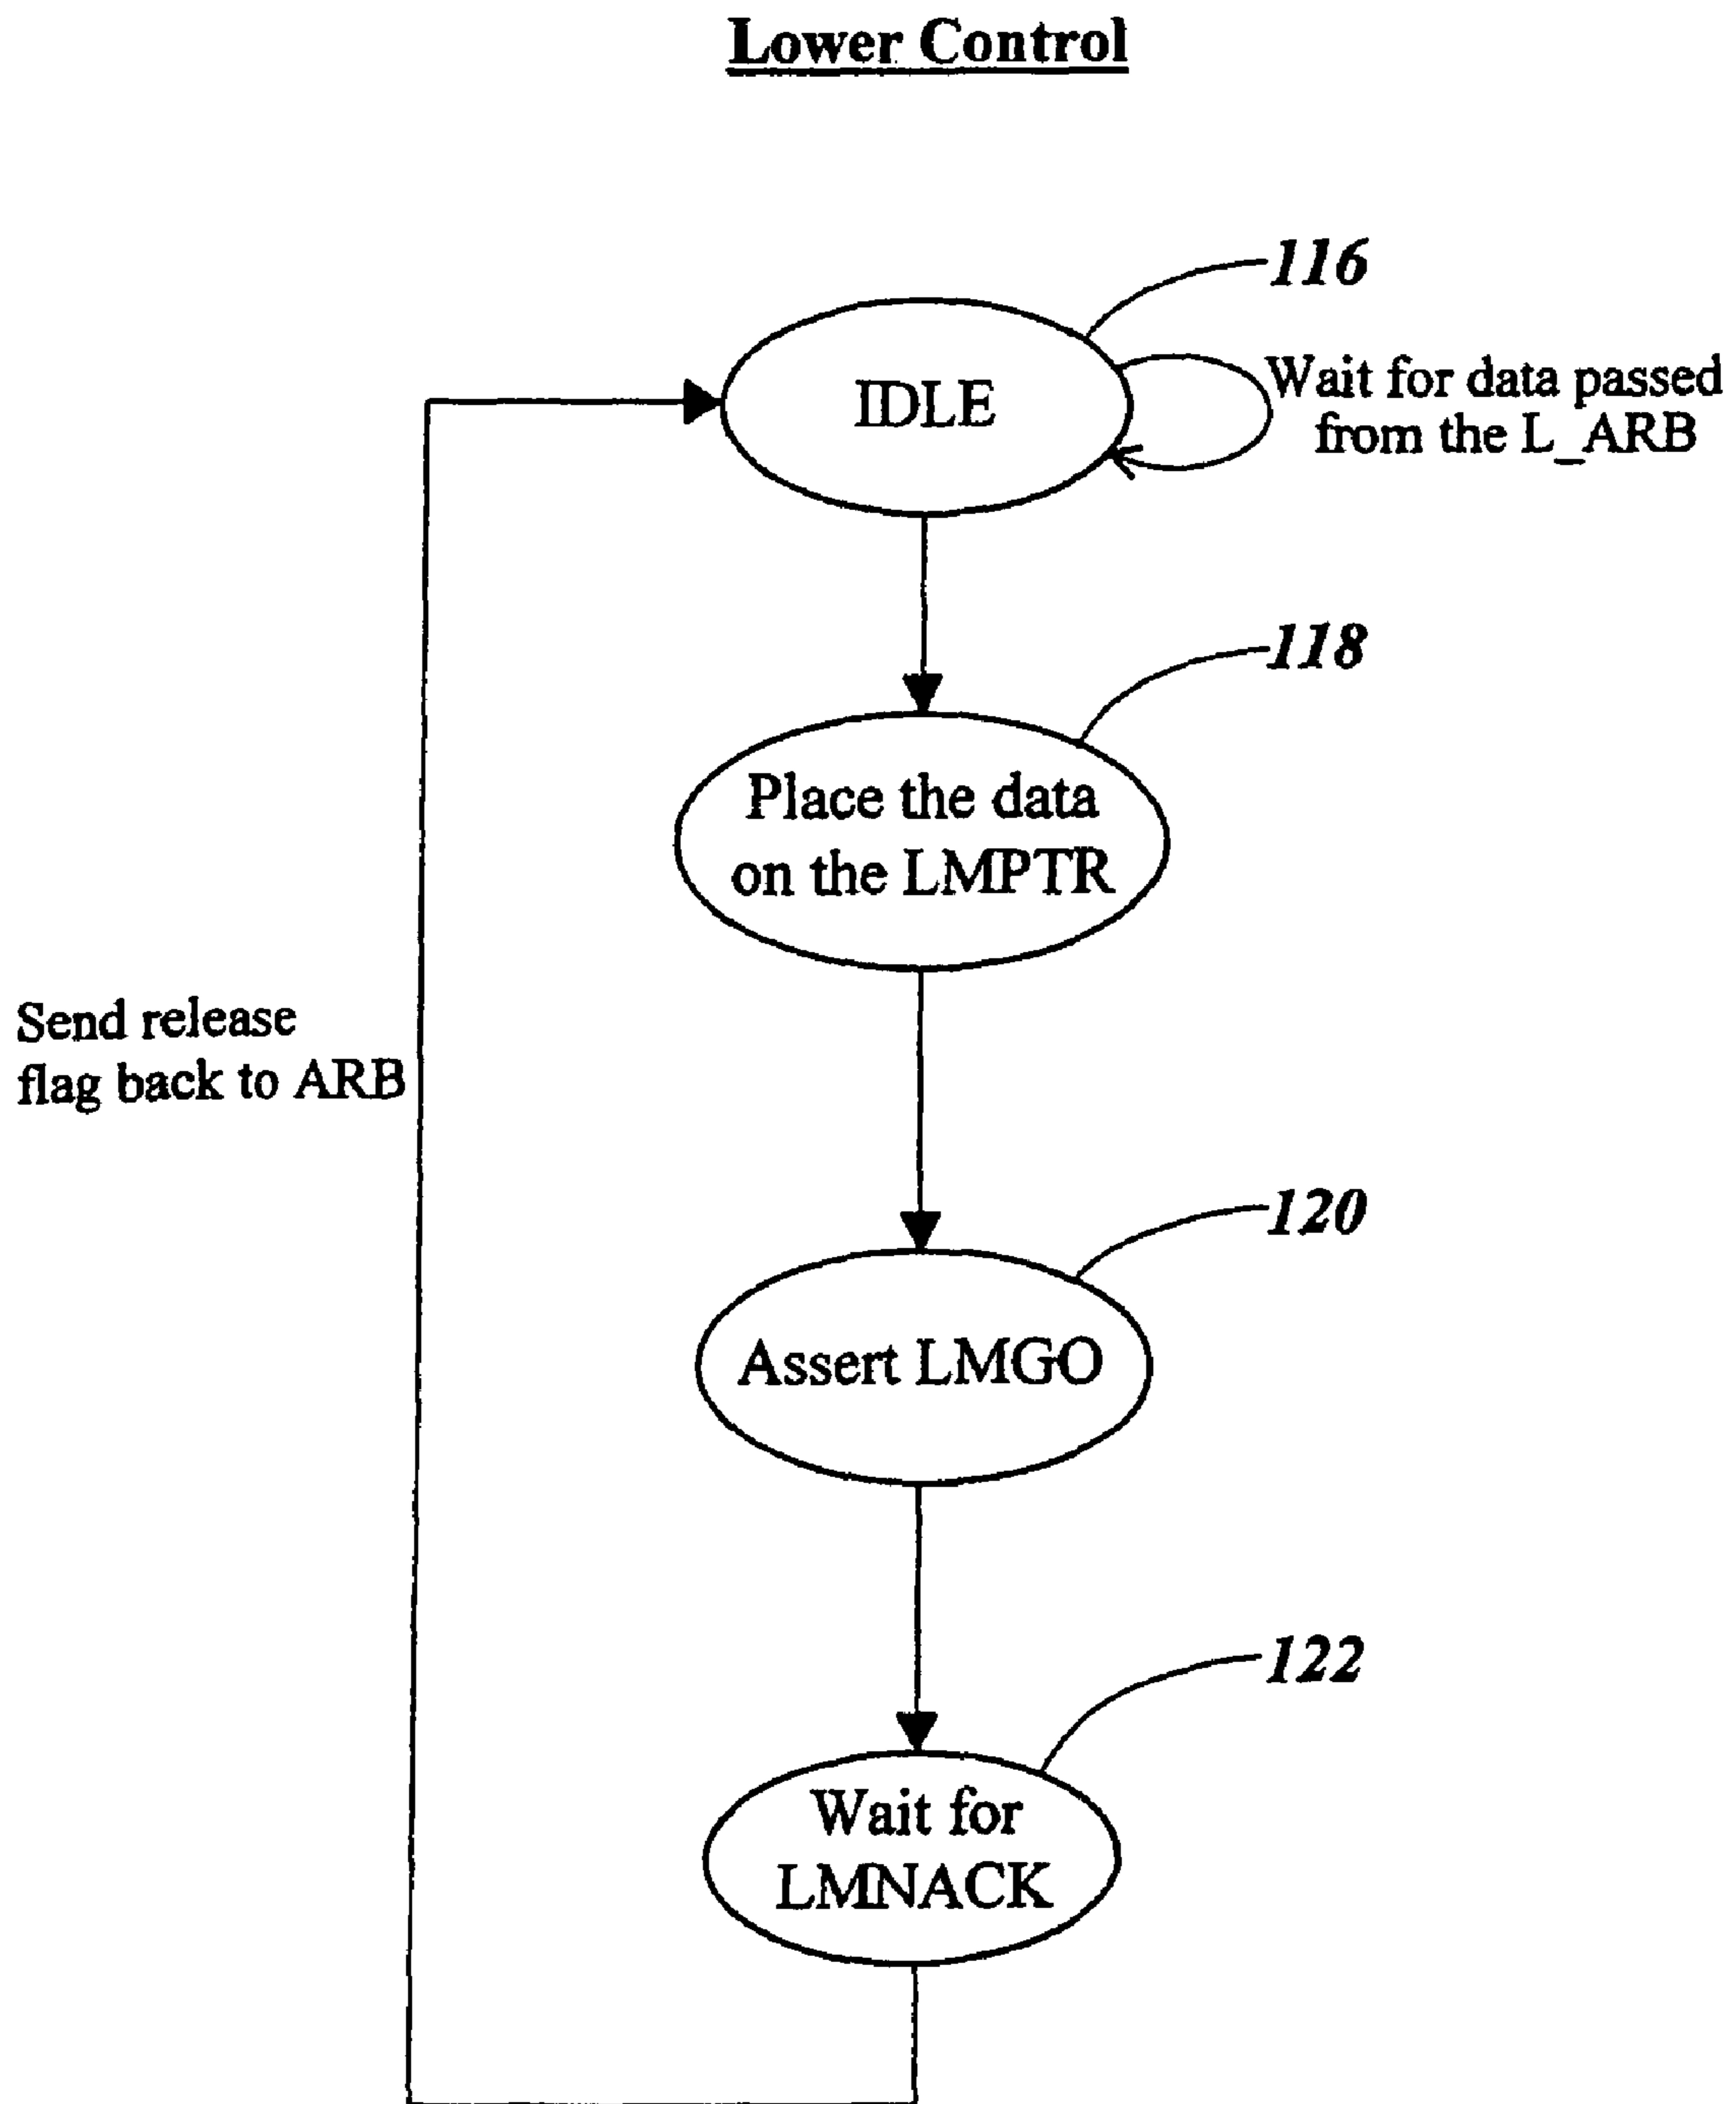 Lower Control
116
IDLE
Wait for data passed
from the L_ARB
118
Place the data
on the LMPTR
Send release
flag back to ARB
120
Assert LMGO
122
Wait for
LMNACK